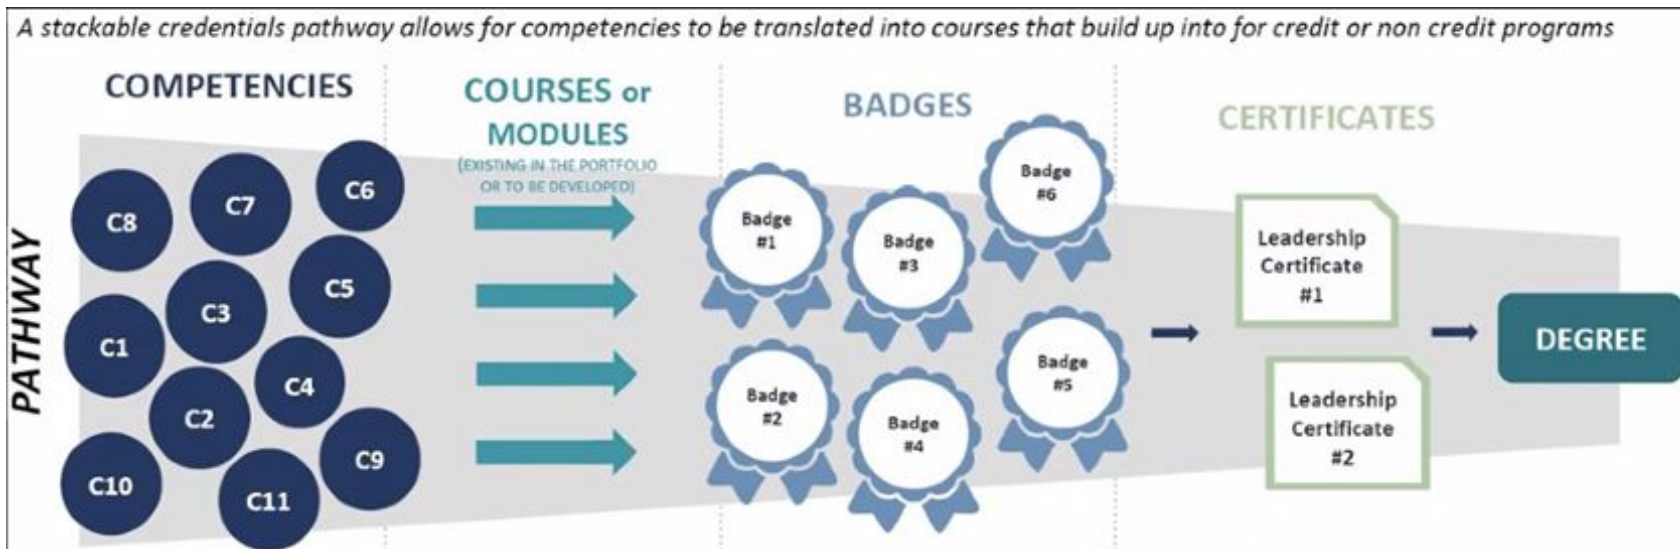 A stackable credentials pathway allows for competencies to be translated into courses that build up into for credit or non credit programs
PATHWAY
COMPETENCIES
C8
C7
C6
C5
C3
C1
C4
C2
C9
C10
C11
COURSES or
MODULES
(EXISTING IN THE PORTFOLIO
OR TO BE DEVELOPED)
BADGES
Badge
#1
Badge
#3
Badge
#6
Badge
#2
Badge
#4
Badge
#5
CERTIFICATES
Leadership
Certificate
#1
Leadership
Certificate
#2
DEGREE